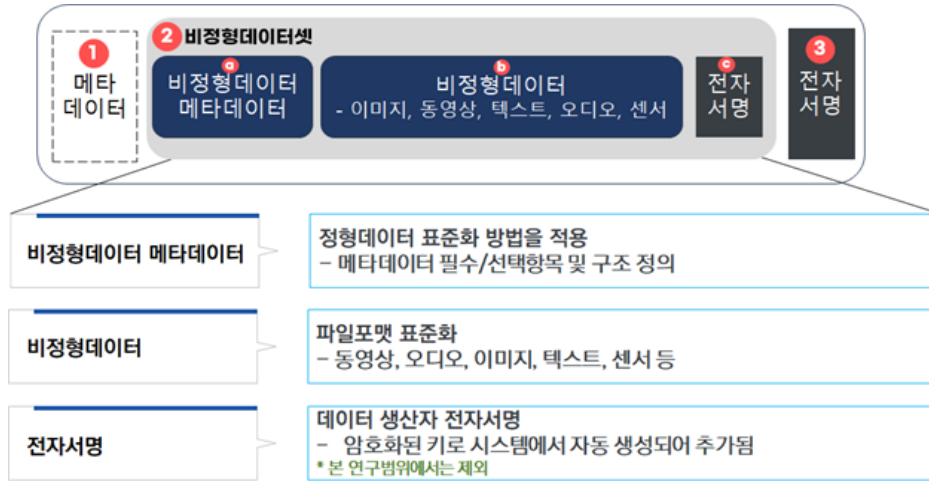 1
메타
데이터
2 비정형데이터셋
a
비정형데이터
메타데이터
b
비정형데이터
- 이미지, 동영상, 텍스트, 오디오, 센서
c
전자
서명
3
전자
서명
비정형데이터 메타데이터
정형데이터 표준화 방법을 적용
– 메타데이터 필수/선택항목 및 구조 정의
비정형데이터
파일포맷 표준화
– 동영상, 오디오, 이미지, 텍스트, 센서 등
전자서명
데이터 생산자 전자서명
– 암호화된 키로 시스템에서 자동 생성되어 추가됨
* 본 연구범위에서는 제외